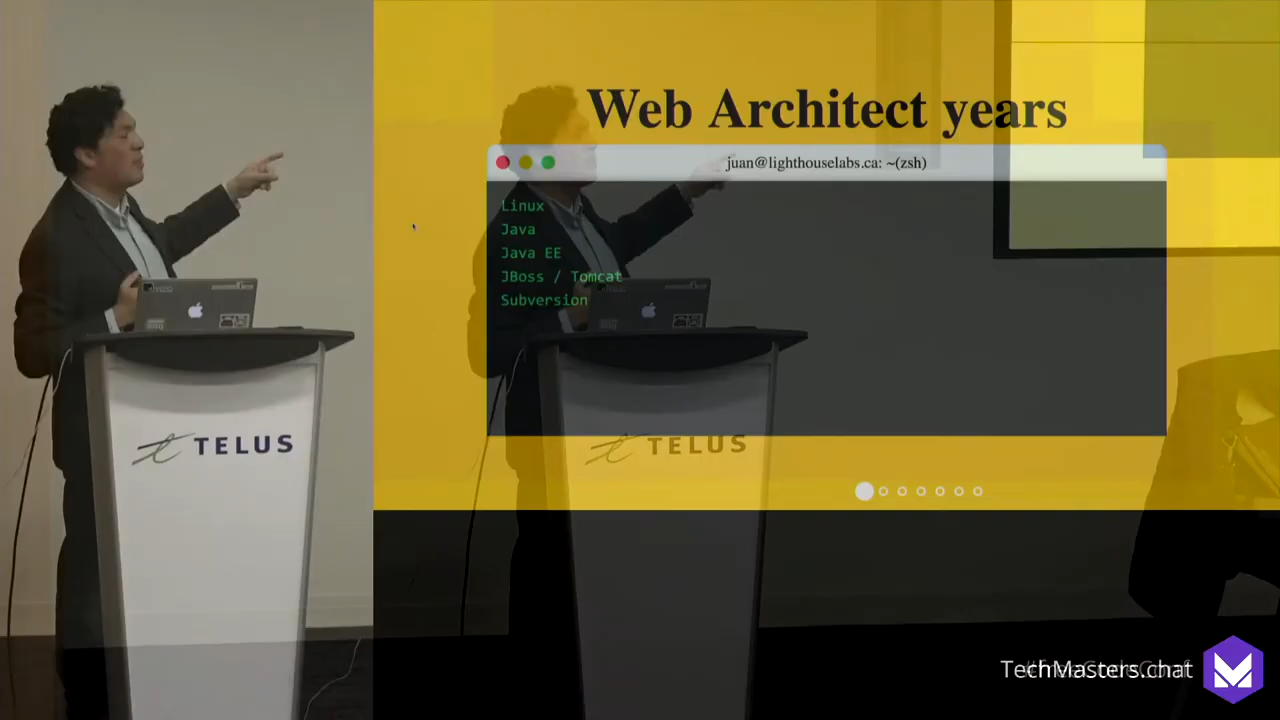 Web Architect years
juan@lighthouselabs.ca: ~(zsh)
Linux
Java
Java EE
JBoss / Tomcat
Subversion
TELUS
TELUS
TechMasters.chat